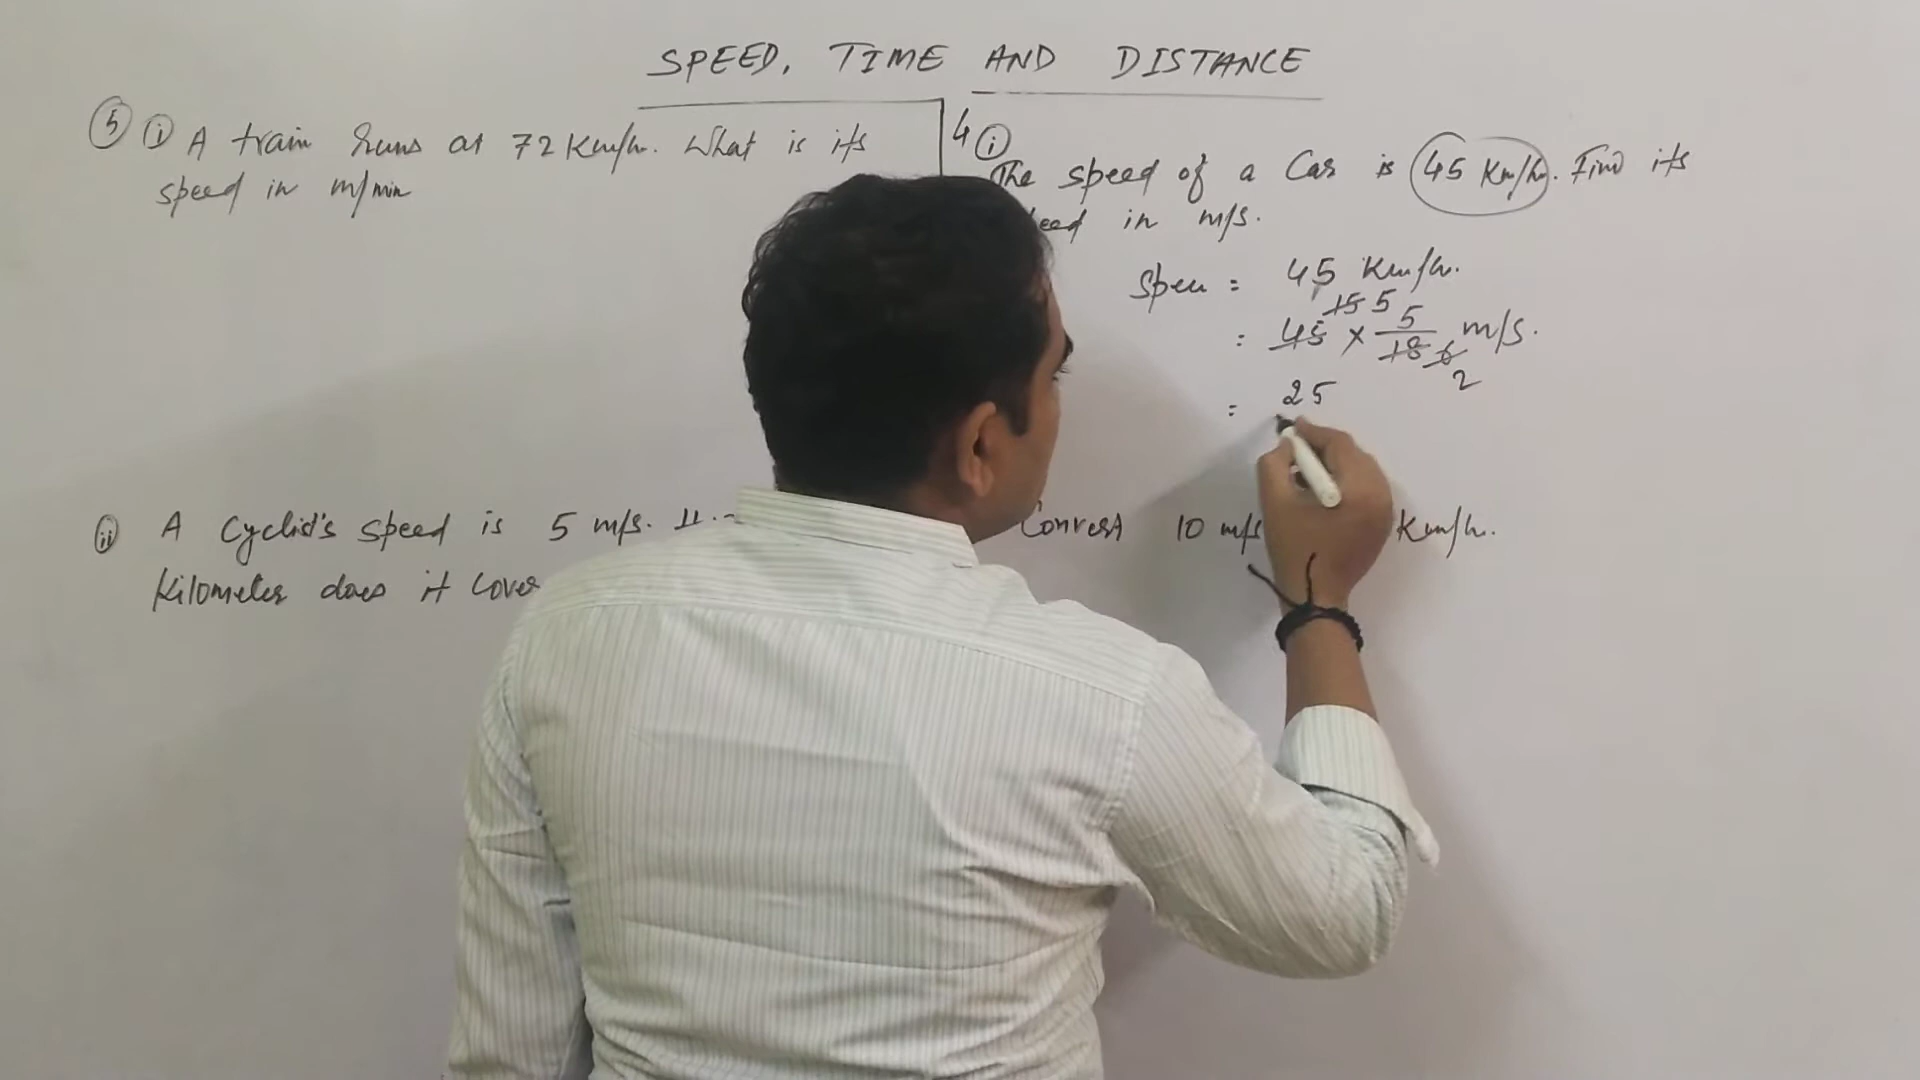 SPEED, TIME AND DISTANCE
5 i A train runs at 72 Km/h. What is its
speed in m/min
ii A Cyclist's speed is 5 m/s.
Kilometer does it cover
4 i
The speed of a Car is 45 Km/h. Find its
eed in m/s.
Speed = 45 Km/h.
15 5
= 45 x 5/18 6 m/s.
2
= 25
Convert 10 m/s Km/h.